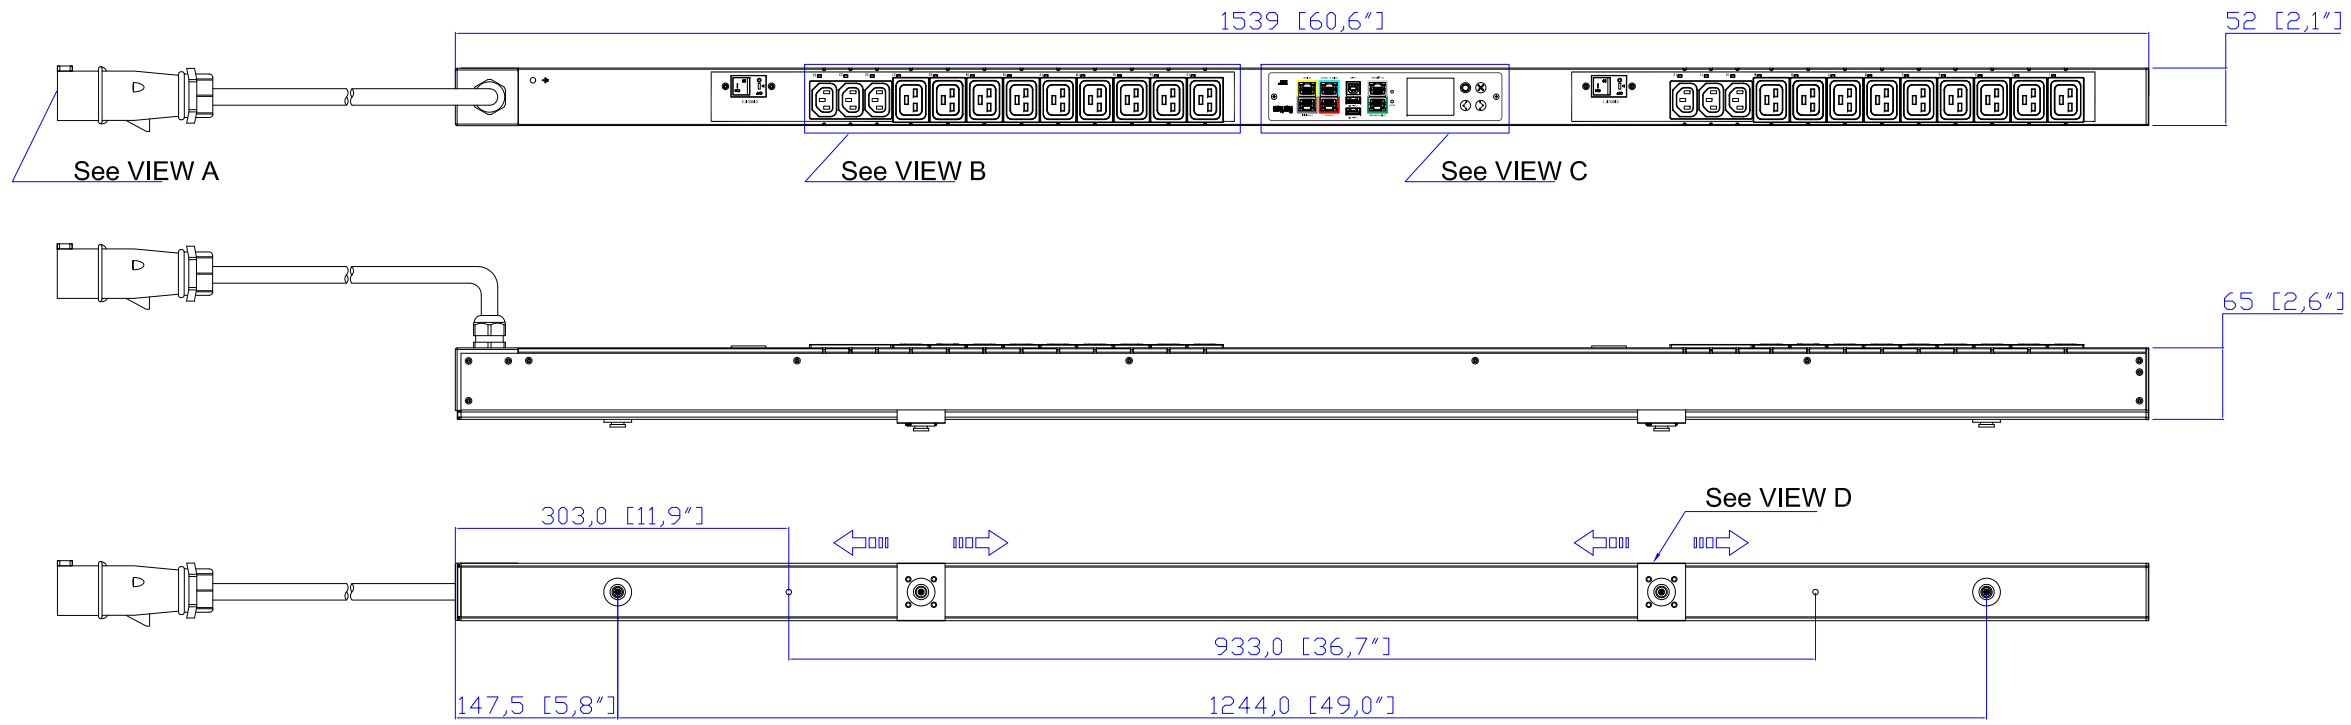 1539 [60,6"]
52 [2,1"]
See VIEW A
See VIEW B
See VIEW C
65 [2,6"]
See VIEW D
303,0 [11,9"]
933,0 [36,7"]
147,5 [5,8"]
1244,0 [49,0"]